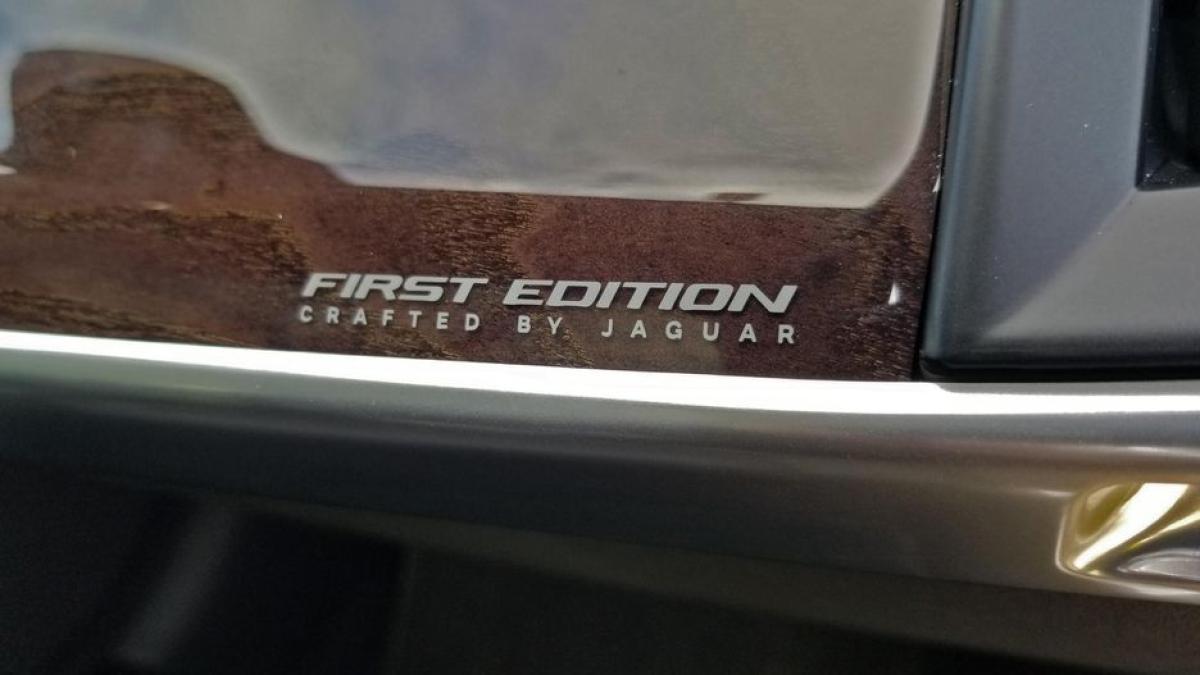 FIRST EDITION
CRAFTED BY JAGUAR